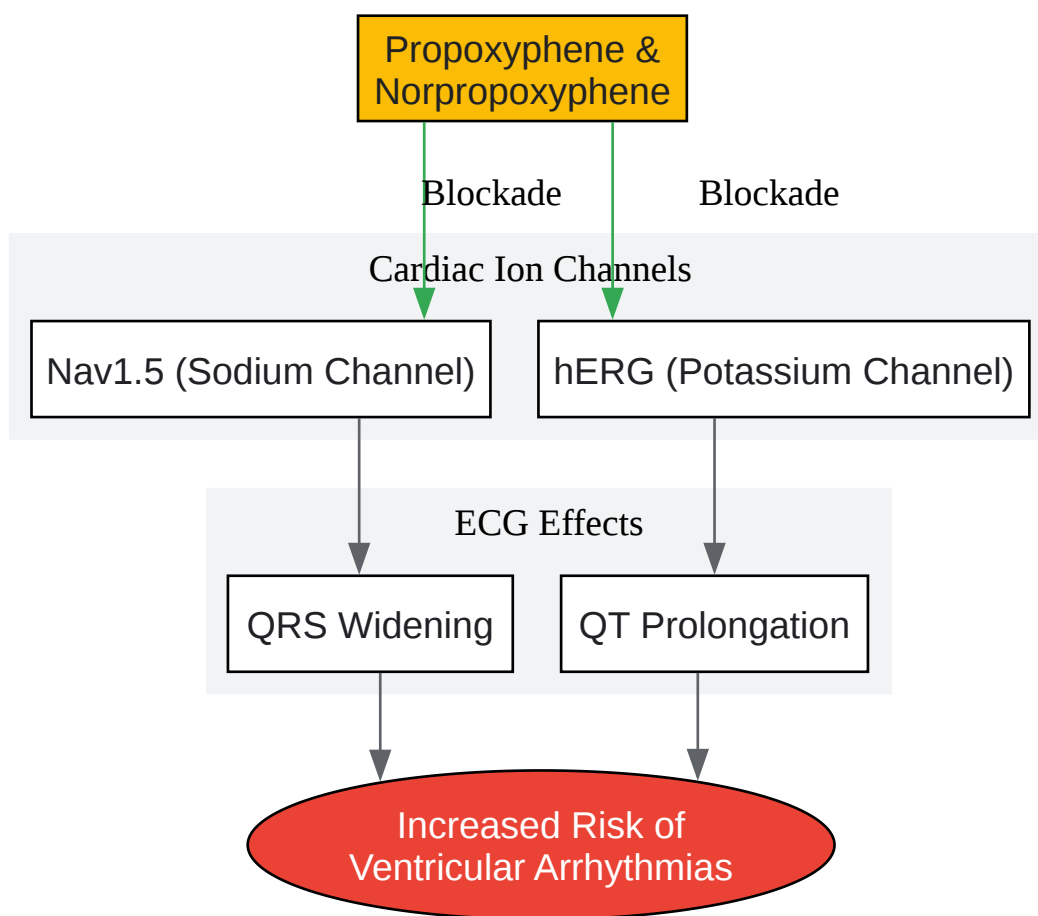 Propoxyphene &
Norpropoxyphene
Blockade
Blockade
Cardiac Ion Channels
Nav1.5 (Sodium Channel)
hERG (Potassium Channel)
ECG Effects
QRS Widening
QT Prolongation
Increased Risk of
Ventricular Arrhythmias